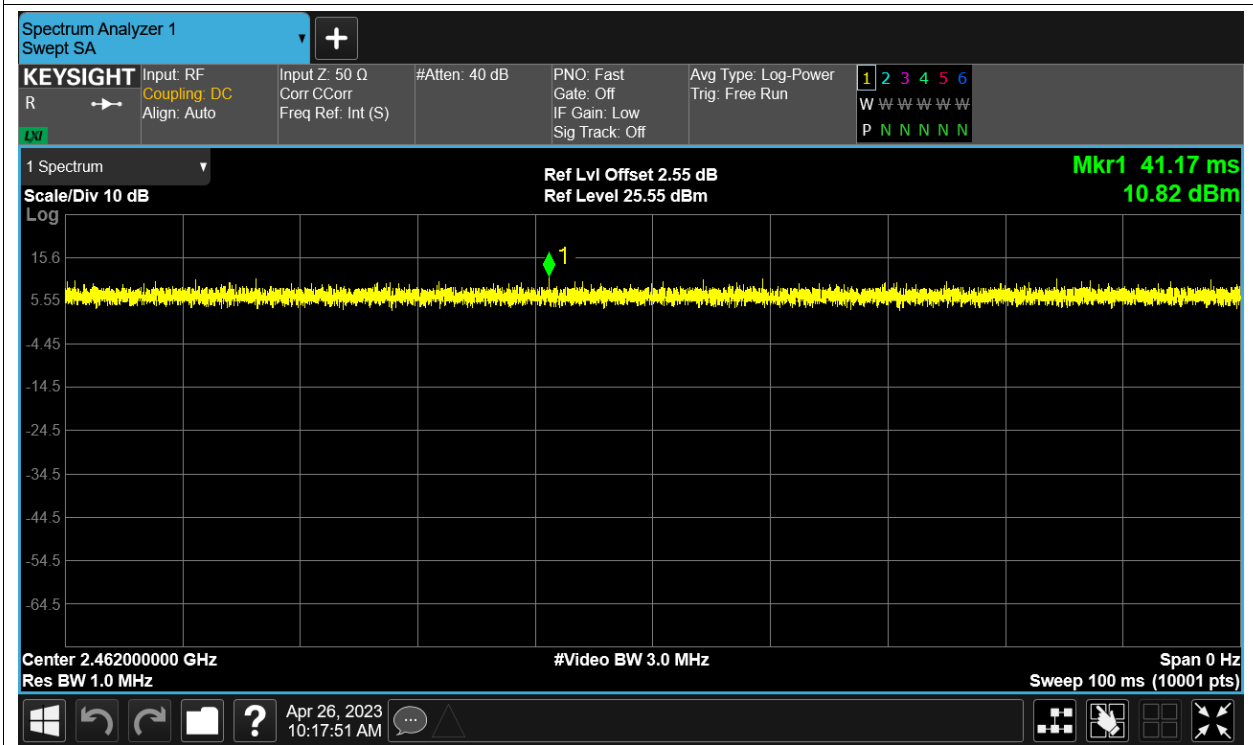 Spectrum Analyzer 1
Swept SA
KEYSIGHT Input: RF Input Z: 50 Ω #Atten: 40 dB PNO: Fast Avg Type: Log-Power 1 2 3 4 5 6
R Coupling: DC Corr CCorr Gate: Off Trig: Free Run W W W W W W
Align: Auto Freq Ref: Int (S) IF Gain: Low
LXI Sig Track: Off P N N N N N
1 Spectrum Ref Lvl Offset 2.55 dB Mkr1 41.17 ms
Scale/Div 10 dB Ref Level 25.55 dBm 10.82 dBm
Log
1
15.6
5.55
-4.45
-14.5
-24.5
-34.5
-44.5
-54.5
-64.5
Center 2.462000000 GHz #Video BW 3.0 MHz Span 0 Hz
Res BW 1.0 MHz Sweep 100 ms (10001 pts)
? Apr 26, 2023
10:17:51 AM